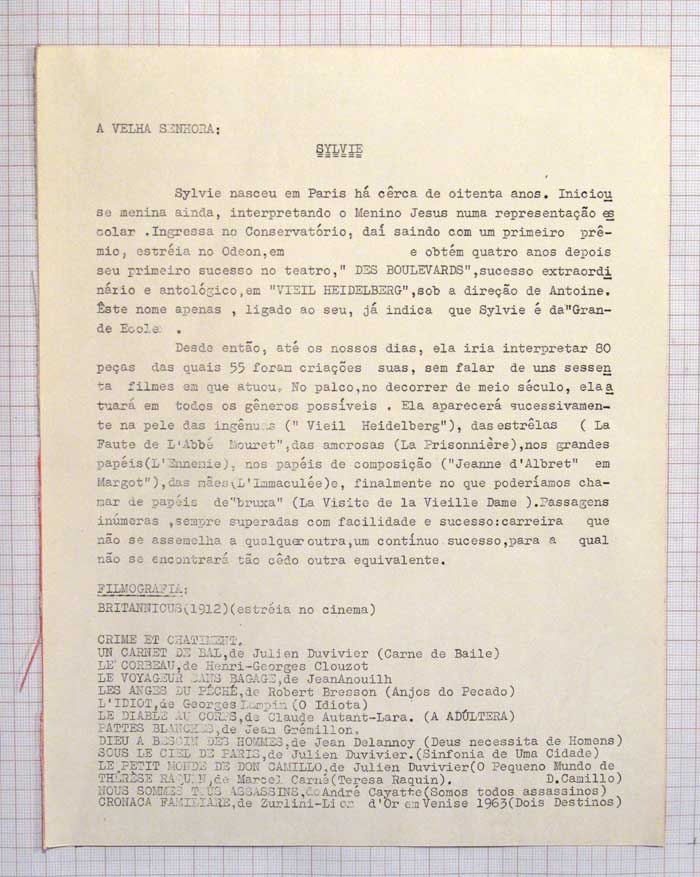 A VELHA SENHORA:
SYLVIE
Sylvie nasceu em Paris há cêrca de oitenta anos. Iniciou
se menina ainda, interpretando o Menino Jesus numa representação es
colar .Ingressa no Conservatório, daí saindo com um primeiro prê-
mio, estréia no Odeon,em e obtém quatro anos depois
seu primeiro sucesso no teatro," DES BOULEVARDS",sucesso extraordi
nário e antológico,em "VIEIL HEIDELBERG",sob a direção de Antoine.
Êste nome apenas , ligado ao seu, já indica que Sylvie é da"Gran-
de Ecole .
Desde então, até os nossos dias, ela iria interpretar 80
peças das quais 55 foram criações suas, sem falar de uns sessen
ta filmes em que atuou. No palco,no decorrer de meio século, ela a
tuará em todos os gêneros possíveis . Ela aparecerá sucessivamen-
te na pele das ingênuas (" Vieil Heidelberg"), das estrêlas ( La
Faute de L'Abbé Mouret",das amorosas (La Prisonnière),nos grandes
papéis(L'Ennemie), nos papéis de composição ("Jeanne d'Albret" em
Margot"),das mães(L'Immaculée)e, finalmente no que poderíamos cha-
mar de papéis de"bruxa" (La Visite de la Vieille Dame ).Passagens
inúmeras ,sempre superadas com facilidade e sucesso:carreira que
não se assemelha a qualquer outra,um contínuo sucesso,para a qual
não se encontrará tão cêdo outra equivalente.
FILMOGRAFIA:
BRITANNICUS(1912)(estréia no cinema)
CRIME ET CHATIMENT.
UN CARNET DE BAL,de Julien Duvivier (Carne de Baile)
LE CORBEAU,de Henri-Georges Clouzot
LE VOYAGEUR SANS BAGAGE,de JeanAnouilh
LES ANGES DU PÉCHÉ,de Robert Bresson (Anjos do Pecado)
L'IDIOT,de Georges Lampin (O Idiota)
LE DIABLE AU CORPS,de Claude Autant-Lara. (A ADÚLTERA)
PATTES BLANCHES,de Jean Grémillon.
DIEU A BESOIN DES HOMMES,de Jean Delannoy (Deus necessita de Homens)
SOUS LE CIEL DE PARIS,de Julien Duvivier.(Sinfonia de Uma Cidade)
LE PETIT MONDE DE DON CAMILLO,de Julien Duvivier(O Pequeno Mundo de
THÉRÈSE RAQUIN,de Marcel Carné(Teresa Raquin). D.Camillo)
NOUS SOMMES TOUS ASSASSINS,de André Cayatte(Somos todos assassinos)
CRONACA FAMILIARE,de Zurlini-Lion d'Or em Venise 1963(Dois Destinos)